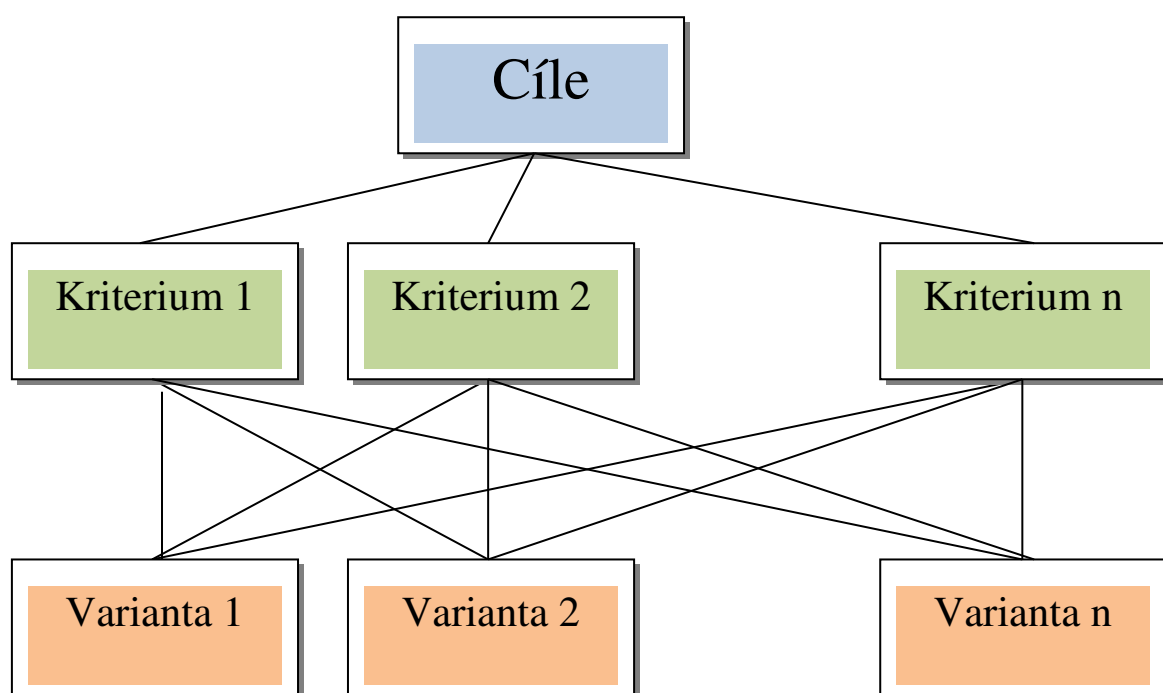 Cíle
Kriterium 1
Kriterium 2
Kriterium n
Varianta 1
Varianta 2
Varianta n